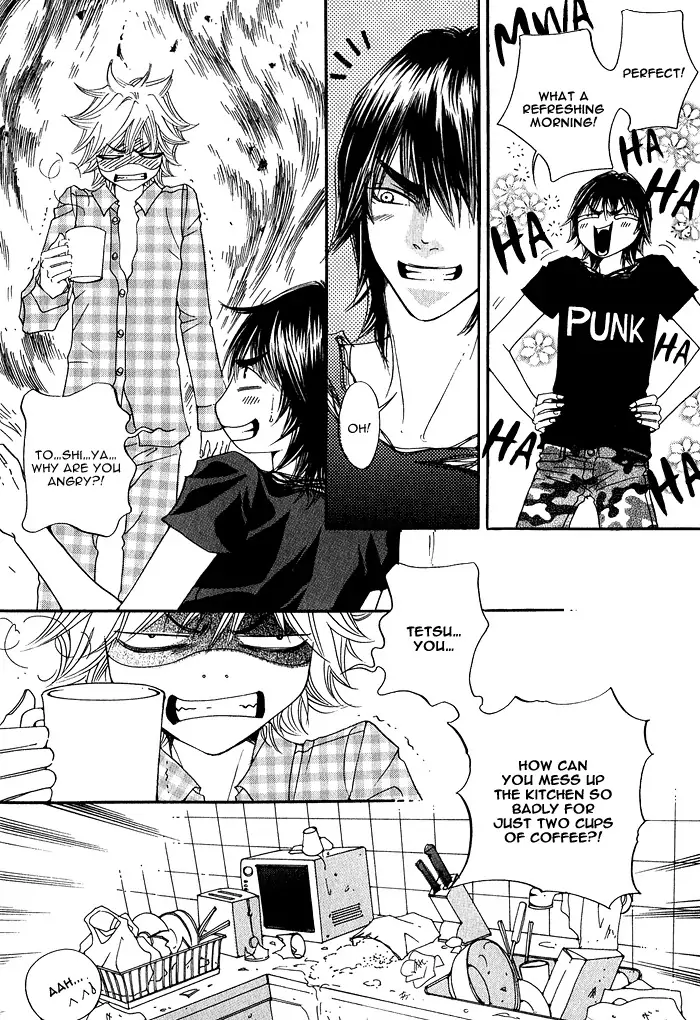 MWA
PERFECT!
WHAT A
REFRESHING
MORNING!
HA
HA
HA
PUNK
HA
HA
HA
OH!
TO...SHI...YA...
WHY ARE YOU
ANGRY?!
TETSU...
YOU...
HOW CAN
YOU MESS UP
THE KITCHEN SO
BADLY FOR
JUST TWO CUPS
OF COFFEE?!
AAH...
^^;